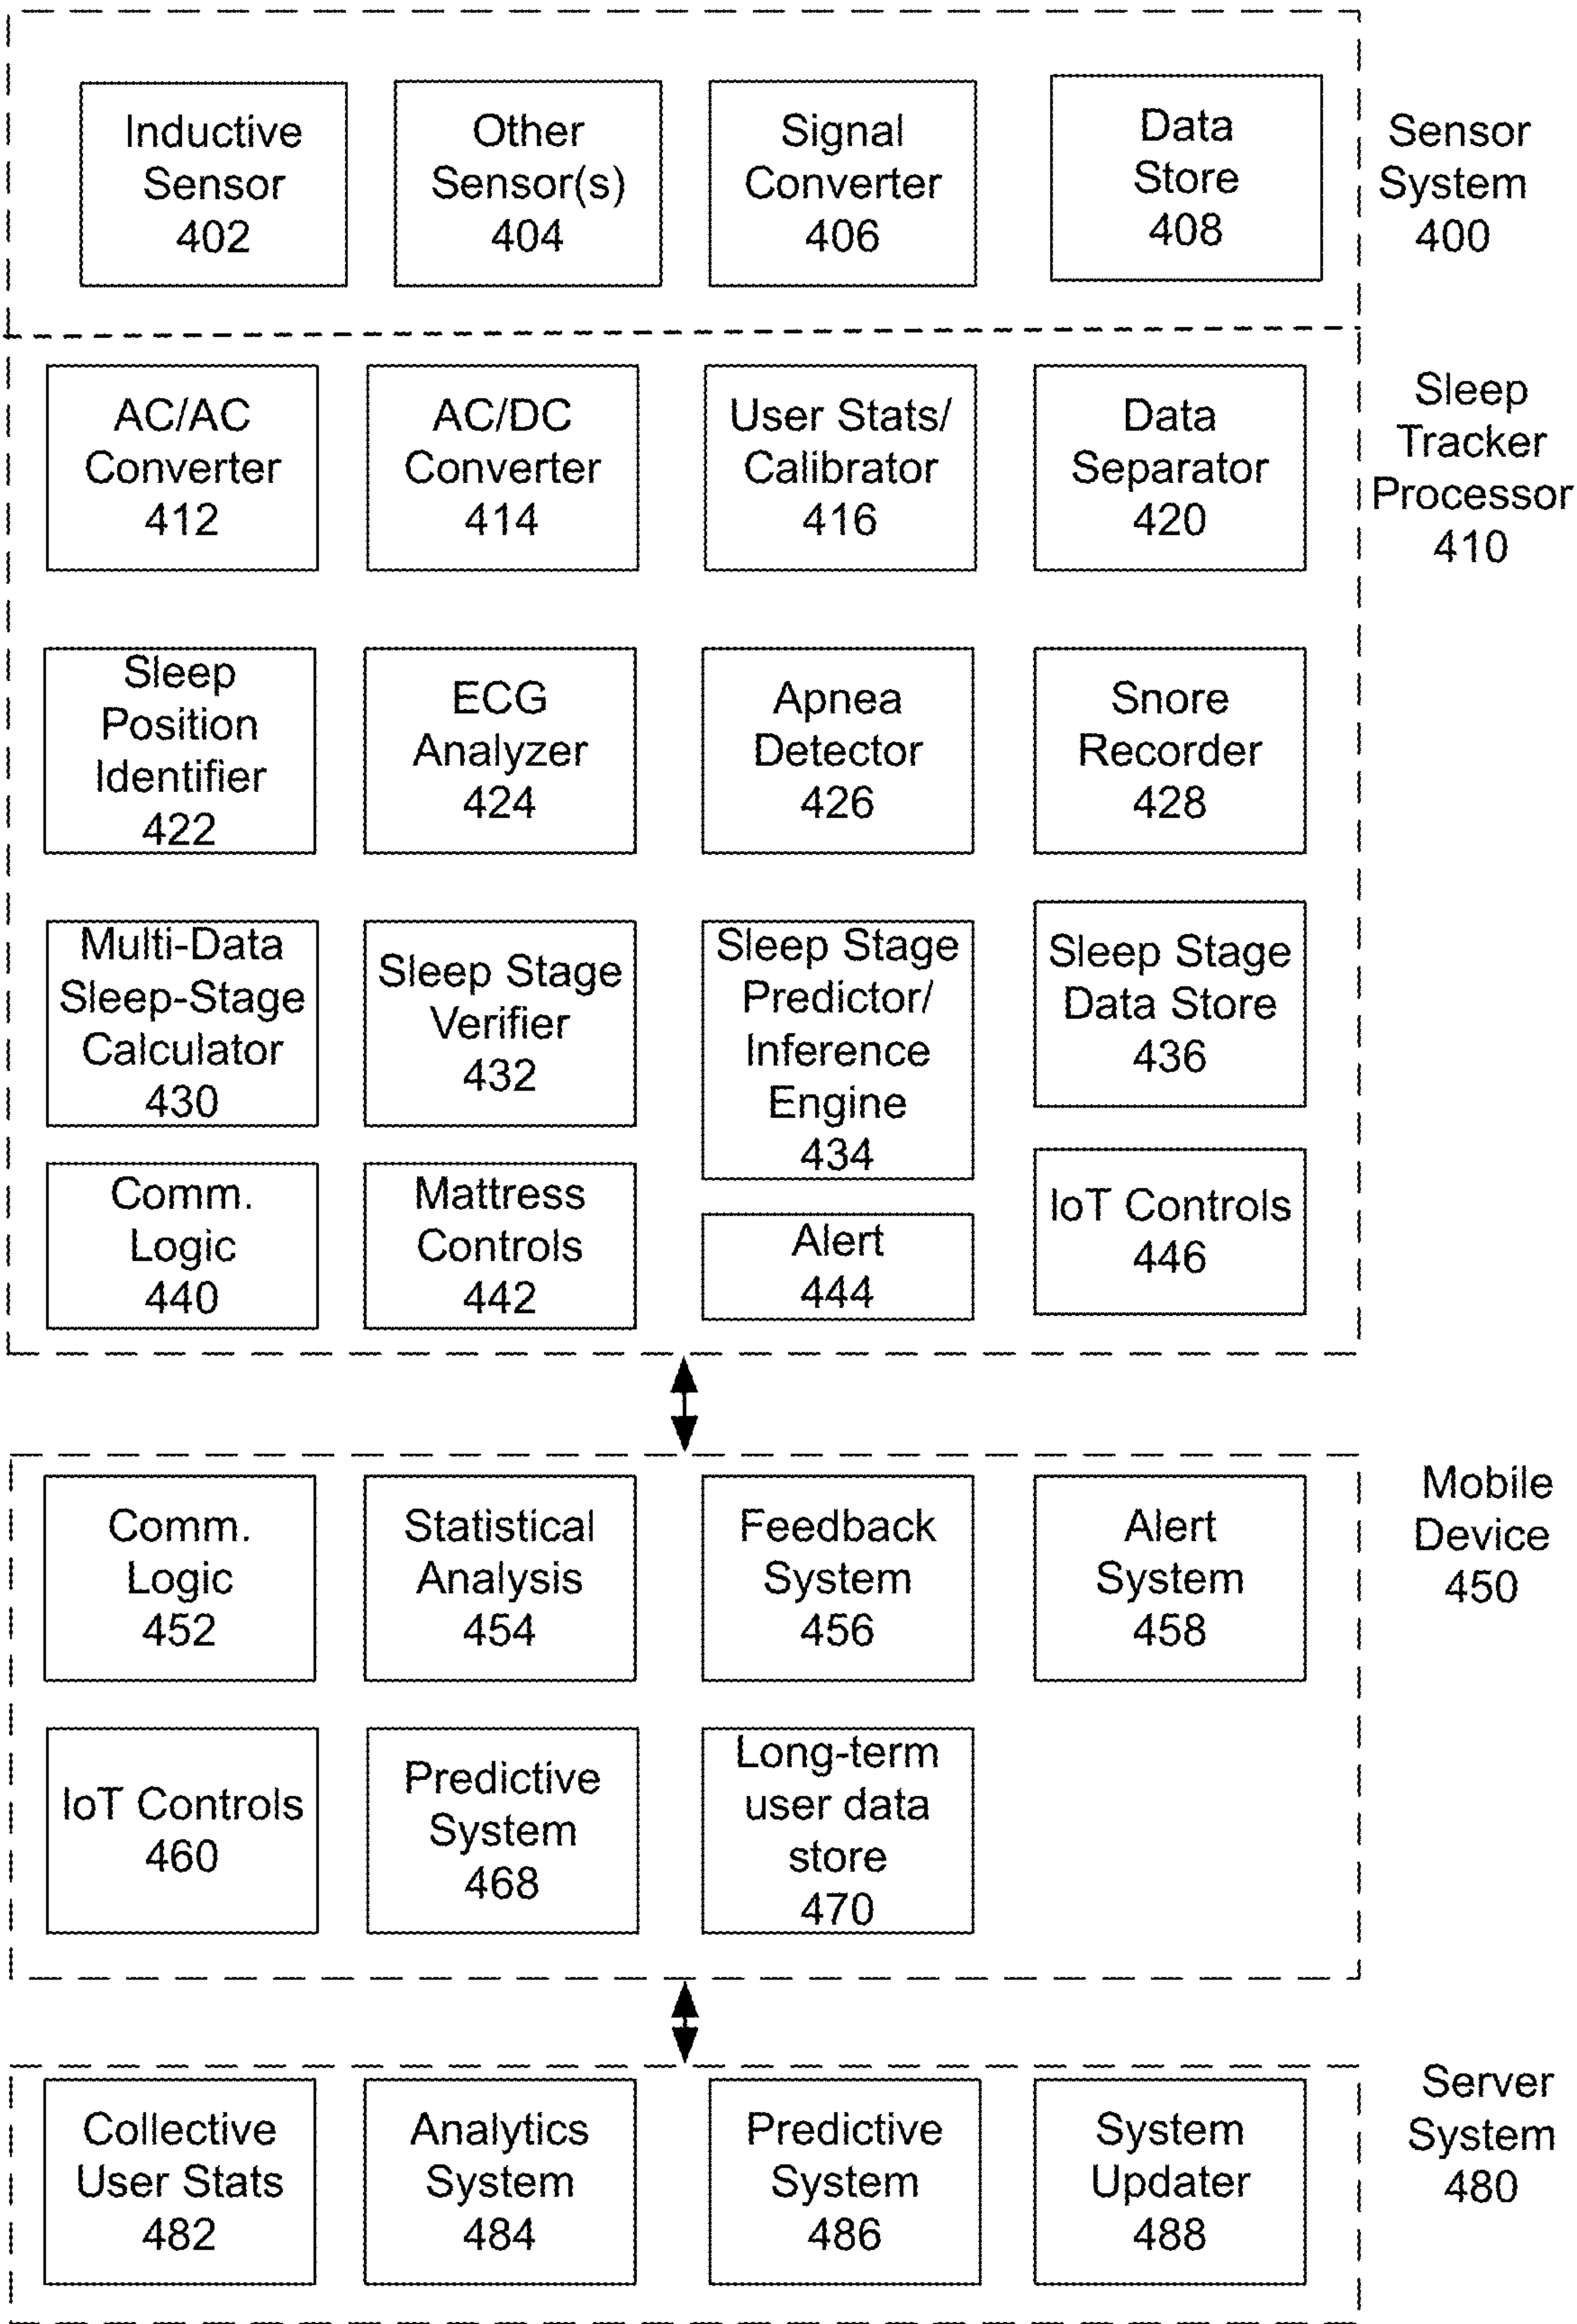 Inductive
Sensor
402
Other
Sensor(s)
404
Signal
Converter
406
Data
Store
408
Sensor
System
400
AC/AC
Converter
412
AC/DC
Converter
414
User Stats/
Calibrator
416
Data
Separator
420
Sleep
Tracker
Processor
410
Sleep
Position
Identifier
422
ECG
Analyzer
424
Apnea
Detector
426
Snore
Recorder
428
Multi-Data
Sleep-Stage
Calculator
430
Sleep Stage
Verifier
432
Sleep Stage
Predictor/
Inference
Engine
434
Sleep Stage
Data Store
436
Comm.
Logic
440
Mattress
Controls
442
Alert
444
IoT Controls
446
Comm.
Logic
452
Statistical
Analysis
454
Feedback
System
456
Alert
System
458
Mobile
Device
450
IoT Controls
460
Predictive
System
468
Long-term
user data
store
470
Collective
User Stats
482
Analytics
System
484
Predictive
System
486
System
Updater
488
Server
System
480